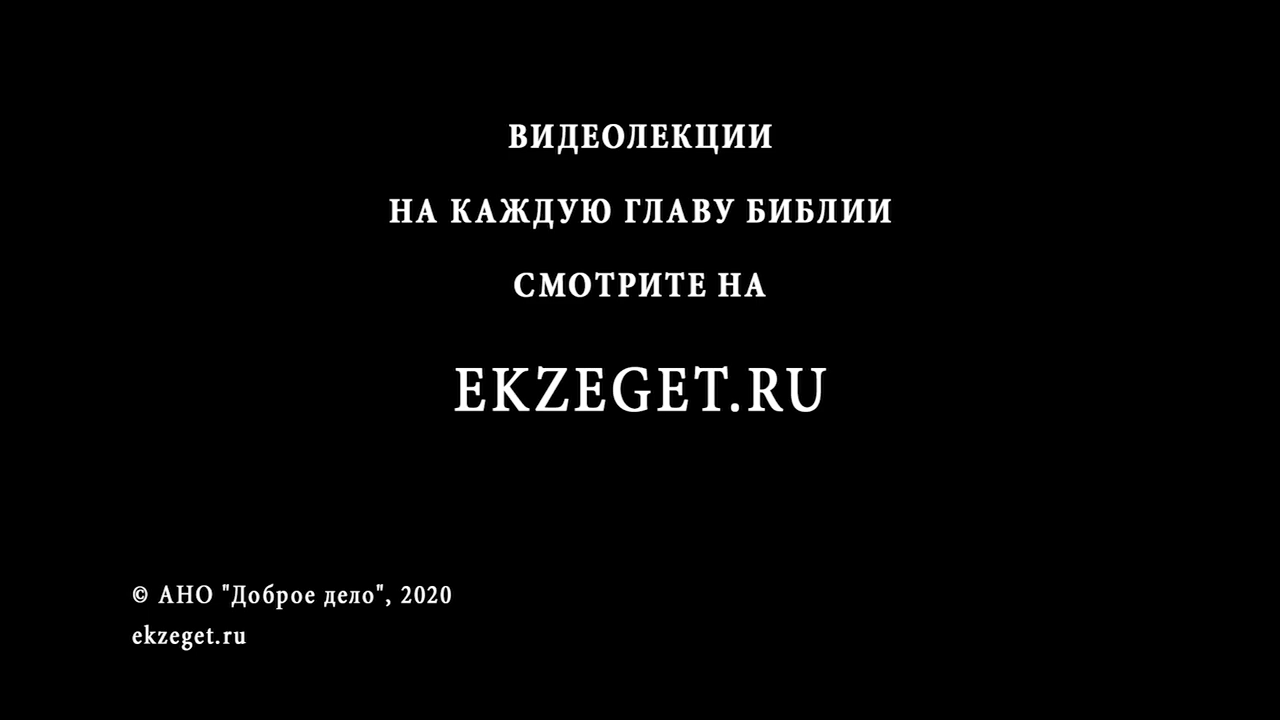 ВИДЕОЛЕКЦИИ
НА КАЖДУЮ ГЛАВУ БИБЛИИ
СМОТРИТЕ НА
EKZEGET.RU
© АНО "Доброе дело", 2020
ekzeget.ru